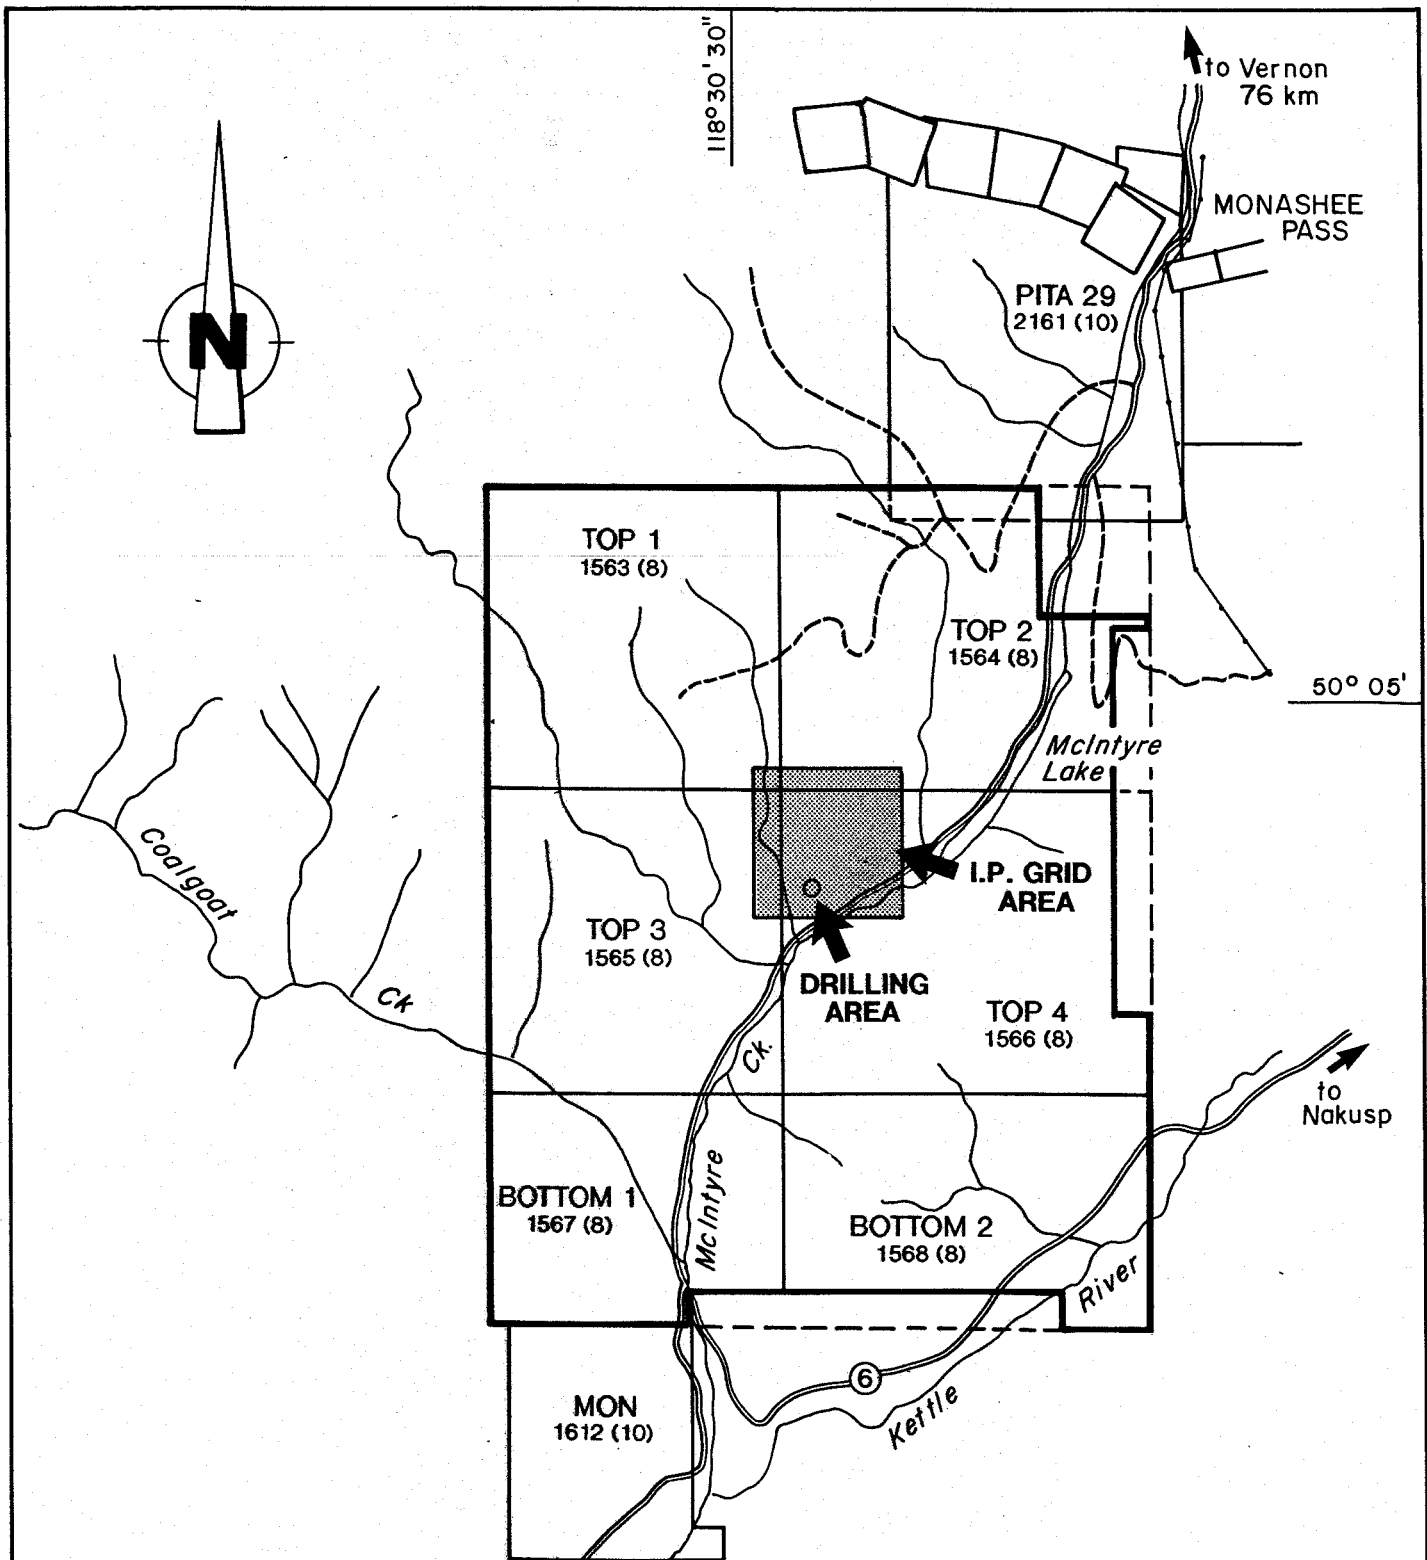 118° 30' 30"
to Vernon
76 km
MONASHEE
PASS
N
PITA 29
2161 (10)
TOP 1
1563 (8)
TOP 2
1564 (8)
50° 05'
McIntyre
Lake
Coalgoat
Ck
I.P. GRID
AREA
TOP 3
1565 (8)
DRILLING
AREA
TOP 4
1566 (8)
Ck.
McIntyre
to
Nakusp
BOTTOM 1
1567 (8)
BOTTOM 2
1568 (8)
River
6
Kettle
MON
1612 (10)